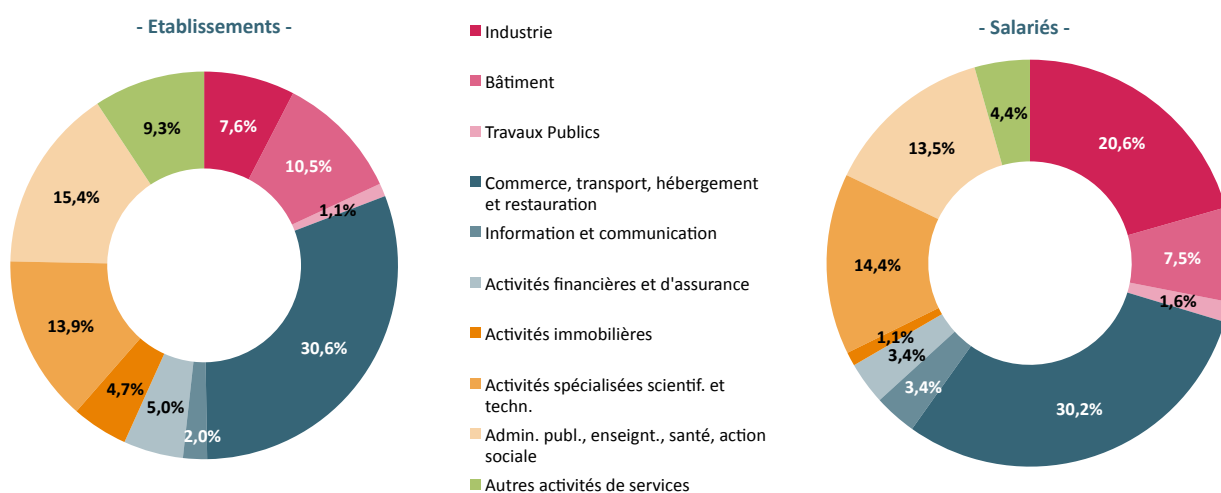 - Etablissements -
7,6%
10,5%
1,1%
30,6%
2,0%
5,0%
4,7%
13,9%
15,4%
9,3%
Industrie
Bâtiment
Travaux Publics
Commerce, transport, hébergement
et restauration
Information et communication
Activités financières et d'assurance
Activités immobilières
Activités spécialisées scientif. et
techn.
Admin. publ., enseignt., santé, action
sociale
Autres activités de services
- Salariés -
20,6%
7,5%
1,6%
30,2%
3,4%
3,4%
1,1%
14,4%
13,5%
4,4%